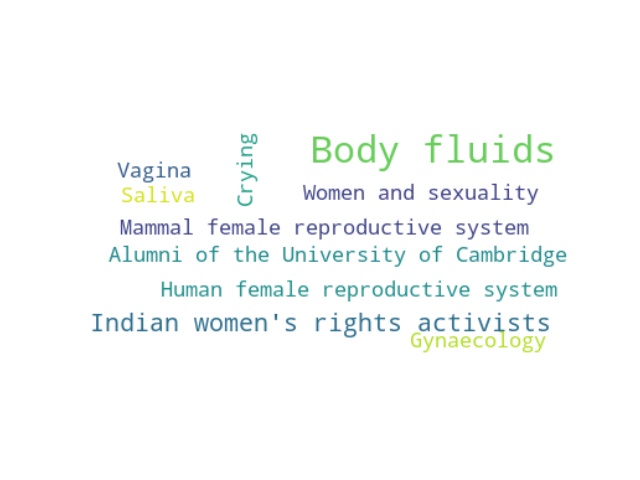 Body fluids
Crying
Vagina
Saliva
Women and sexuality
Mammal female reproductive system
Alumni of the University of Cambridge
Human female reproductive system
Indian women's rights activists
Gynaecology